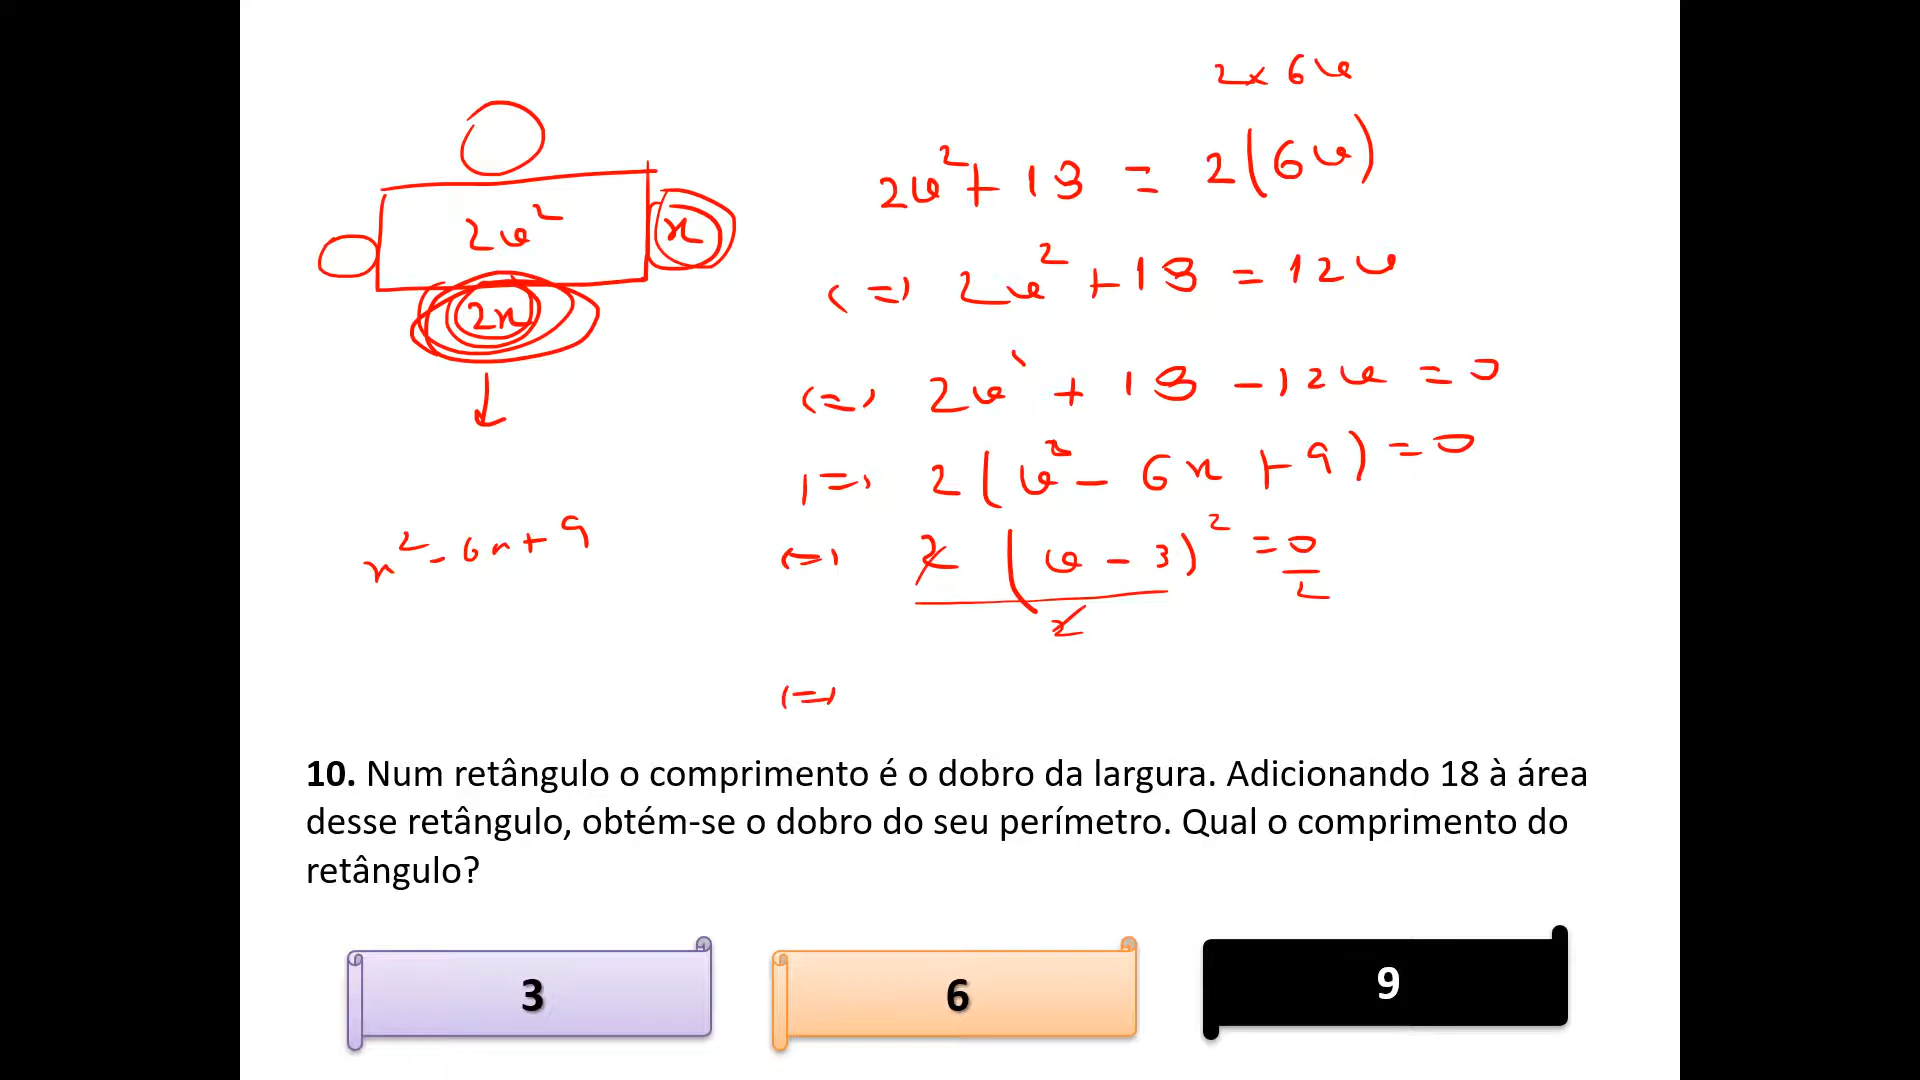 2x²
x
2x
2 × 6x
2x² + 18 = 2(6x)
(=) 2x² + 18 = 12x
(=) 2x² + 18 - 12x = 0
(=) 2(x² - 6x + 9) = 0
x² - 6x + 9
(=) 2(x - 3)² / 2 = 0/2
(=)
10. Num retângulo o comprimento é o dobro da largura. Adicionando 18 à área
desse retângulo, obtém-se o dobro do seu perímetro. Qual o comprimento do
retângulo?
3
6
9